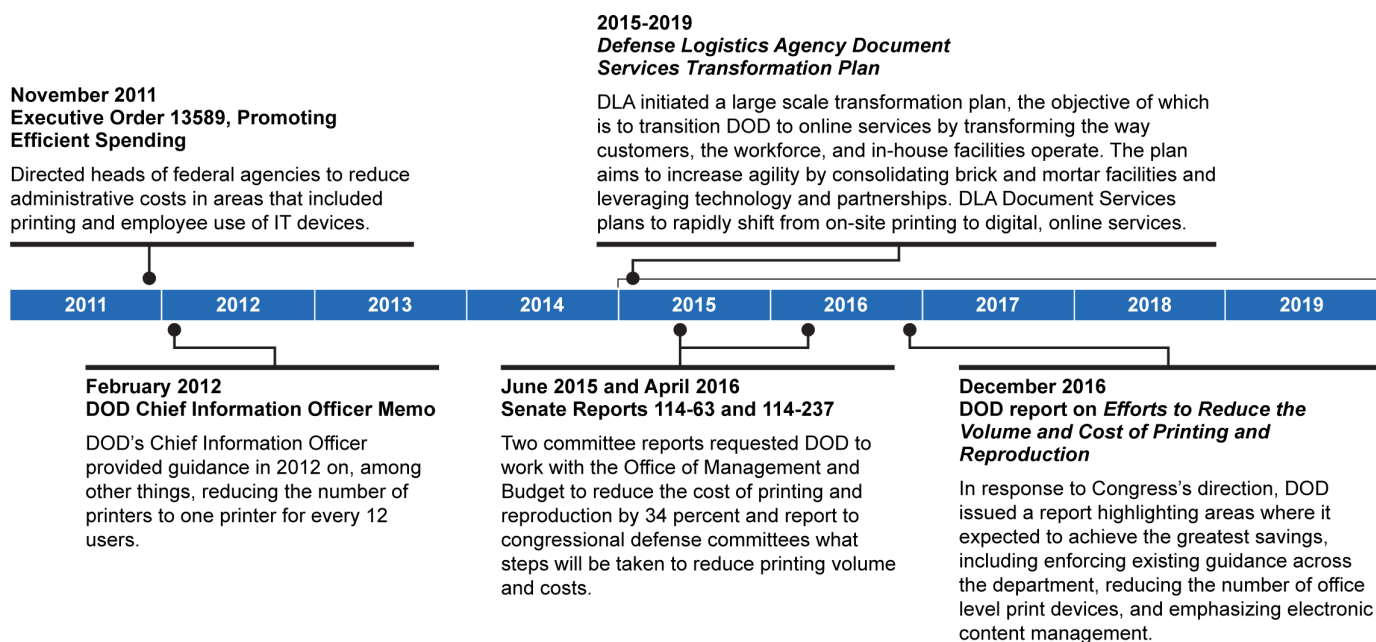 November 2011
Executive Order 13589, Promoting
Efficient Spending
Directed heads of federal agencies to reduce
administrative costs in areas that included
printing and employee use of IT devices.
2015-2019
Defense Logistics Agency Document
Services Transformation Plan
DLA initiated a large scale transformation plan, the objective of which
is to transition DOD to online services by transforming the way
customers, the workforce, and in-house facilities operate. The plan
aims to increase agility by consolidating brick and mortar facilities and
leveraging technology and partnerships. DLA Document Services
plans to rapidly shift from on-site printing to digital, online services.
2011 2012 2013 2014 2015 2016 2017 2018 2019
February 2012
DOD Chief Information Officer Memo
DOD’s Chief Information Officer
provided guidance in 2012 on, among
other things, reducing the number of
printers to one printer for every 12
users.
June 2015 and April 2016
Senate Reports 114-63 and 114-237
Two committee reports requested DOD to
work with the Office of Management and
Budget to reduce the cost of printing and
reproduction by 34 percent and report to
congressional defense committees what
steps will be taken to reduce printing volume
and costs.
December 2016
DOD report on Efforts to Reduce the
Volume and Cost of Printing and
Reproduction
In response to Congress’s direction, DOD
issued a report highlighting areas where it
expected to achieve the greatest savings,
including enforcing existing guidance across
the department, reducing the number of office
level print devices, and emphasizing electronic
content management.